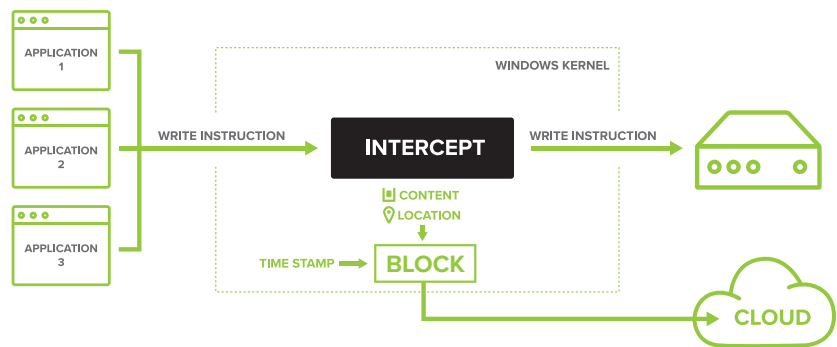 APPLICATION
1
APPLICATION
2
APPLICATION
3
WRITE INSTRUCTION
WINDOWS KERNEL
INTERCEPT
WRITE INSTRUCTION
CONTENT
LOCATION
TIME STAMP
BLOCK
CLOUD